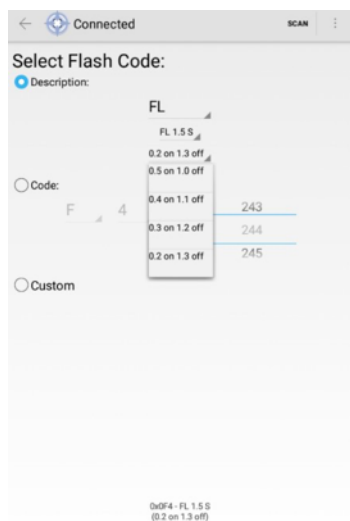 Connected
SCAN
Select Flash Code:
Description:
FL
FL 1.5 S
0.2 on 1.3 off
0.5 on 1.0 off
0.4 on 1.1 off
0.3 on 1.2 off
0.2 on 1.3 off
Code:
F 4 243
244
245
Custom
0x0F4 - FL 1.5 S
(0.2 on 1.3 off)